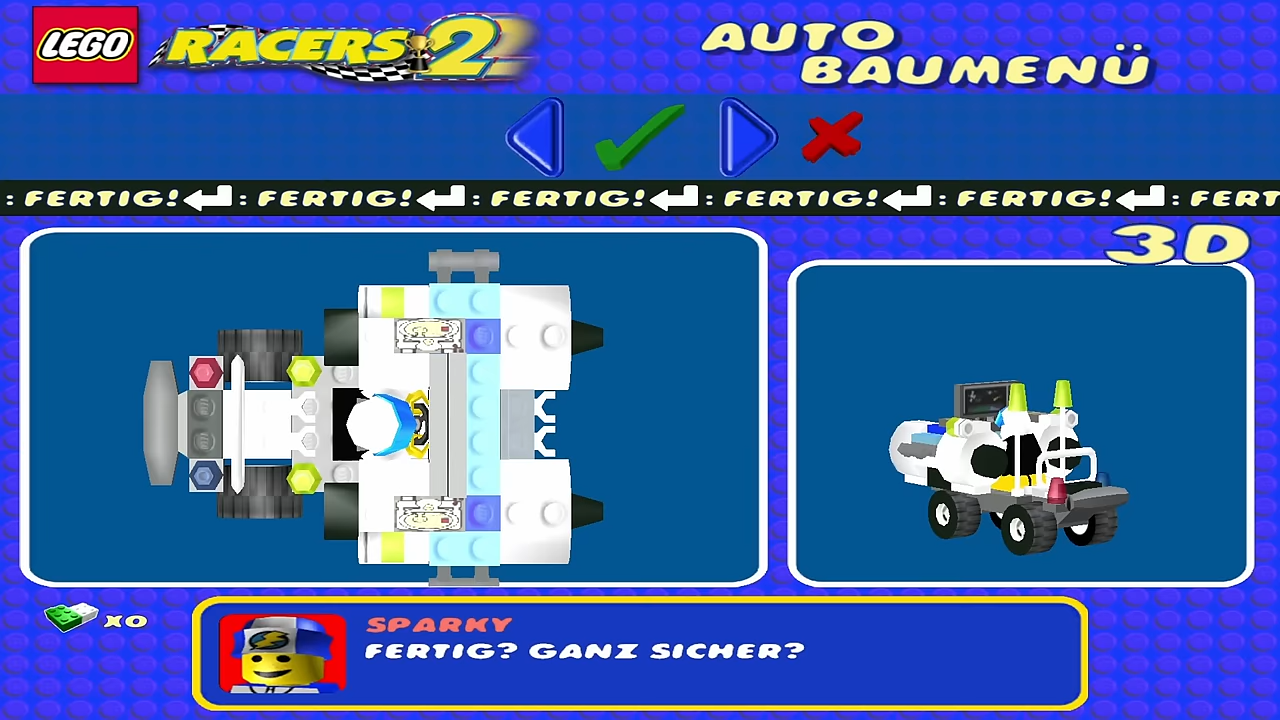 LEGO RACERS 2
AUTO
BAUMENÜ
: FERTIG! : FERTIG! : FERTIG! : FERTIG! : FERTIG! : FERT
3D
X0
SPARKY
FERTIG? GANZ SICHER?